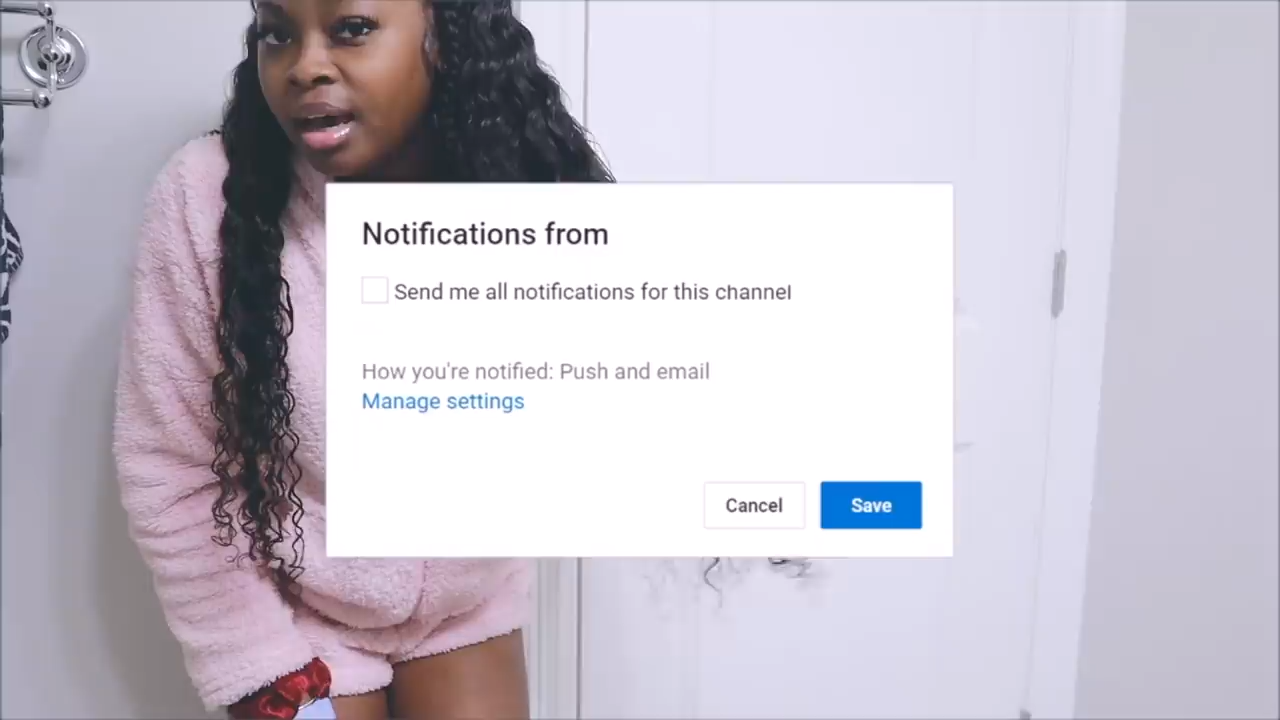 Notifications from
Send me all notifications for this channel
How you're notified: Push and email
Manage settings
Cancel
Save